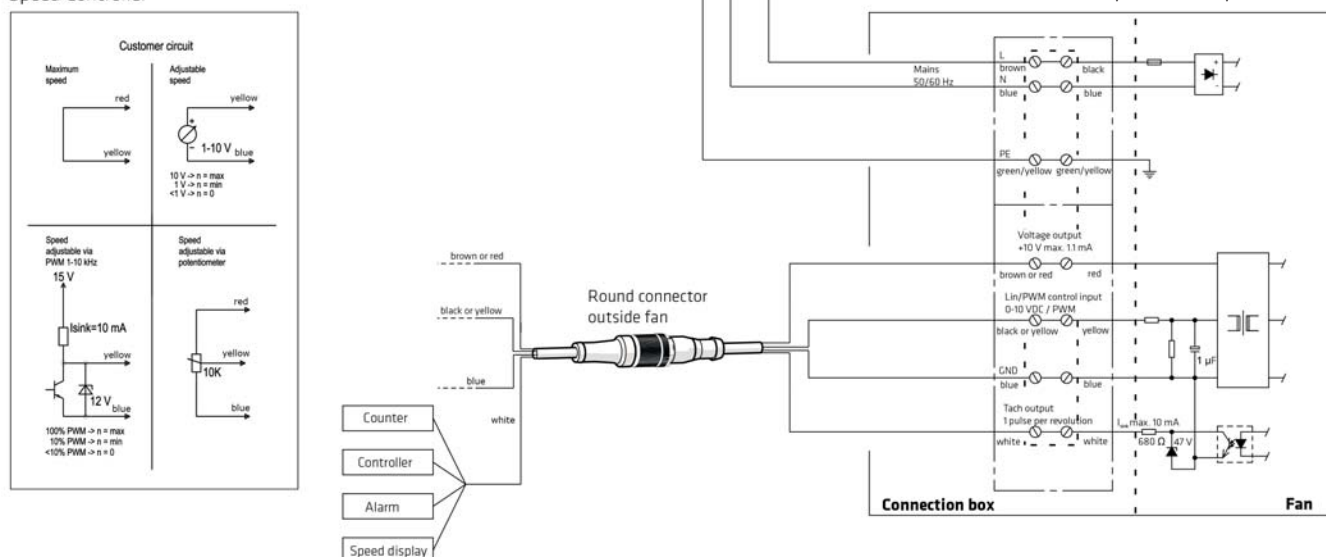 Customer circuit
Maximum
speed
red
yellow
Adjustable
speed
yellow
+
1-10 V
-
blue
10 V -> n = max
1 V -> n = min
<1 V -> n = 0
Speed
adjustable via
PWM 1-10 kHz
15 V
Isink=10 mA
yellow
12 V
blue
100% PWM -> n = max
10% PWM -> n = min
<10% PWM -> n = 0
Speed
adjustable via
potentiometer
red
yellow
10K
blue
brown or red
black or yellow
blue
white
Counter
Controller
Alarm
Speed display
Round connector
outside fan
Mains
50/60 Hz
L
brown
black
N
blue
blue
+
-
PE
green/yellow
green/yellow
Voltage output
+10 V max. 1.1 mA
brown or red
red
Lin/PWM control input
0-10 VDC / PWM
black or yellow
yellow
1 µF
GND
blue
blue
Tach output
1 pulse per revolution
white
white
max. 10 mA
680 Ω
47 V
Connection box
Fan